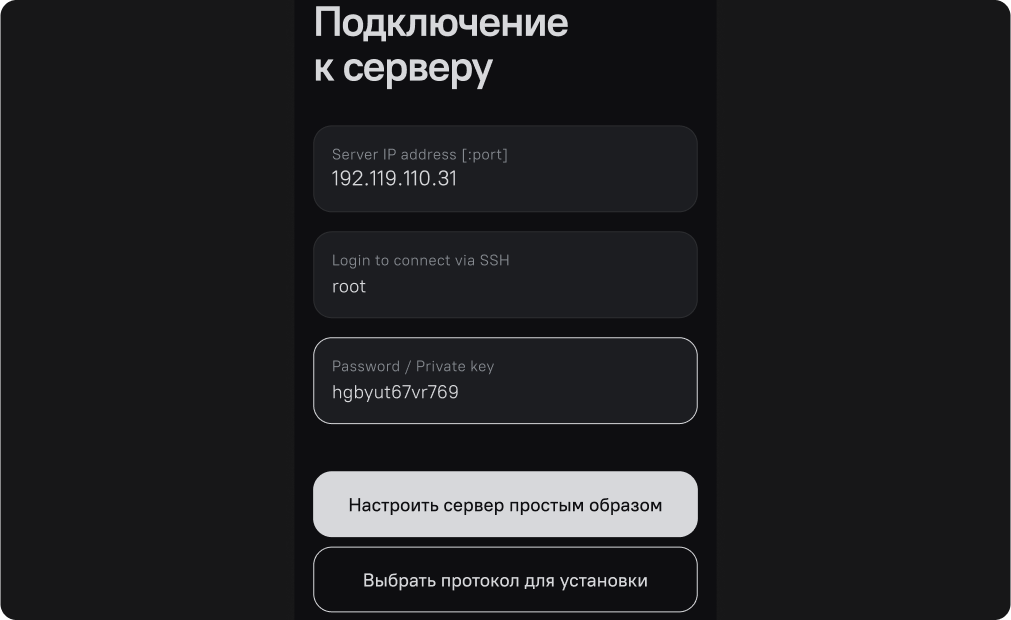 Подключение
к серверу
Server IP address [:port]
192.119.110.31
Login to connect via SSH
root
Password / Private key
hgbyut67vr769
Настроить сервер простым образом
Выбрать протокол для установки